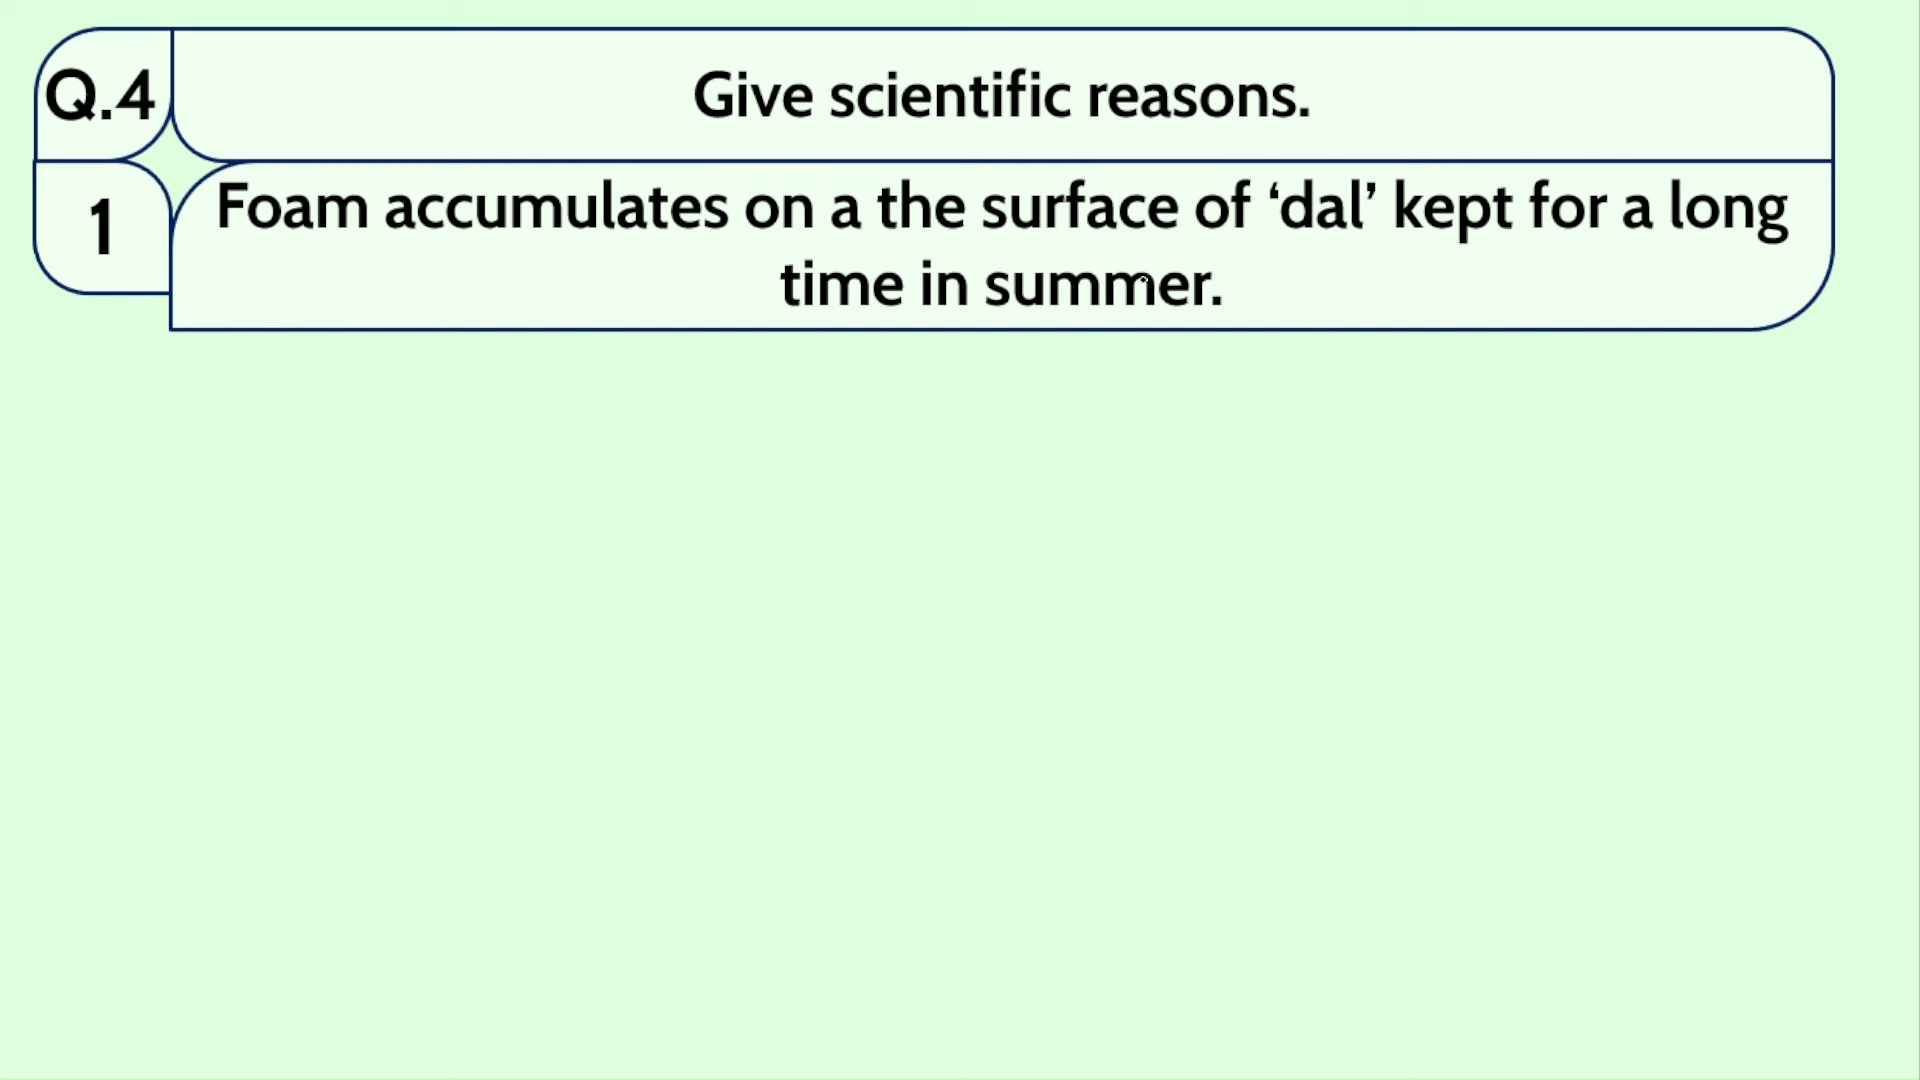 Q.4 Give scientific reasons.
1 Foam accumulates on a the surface of ‘dal’ kept for a long
time in summer.